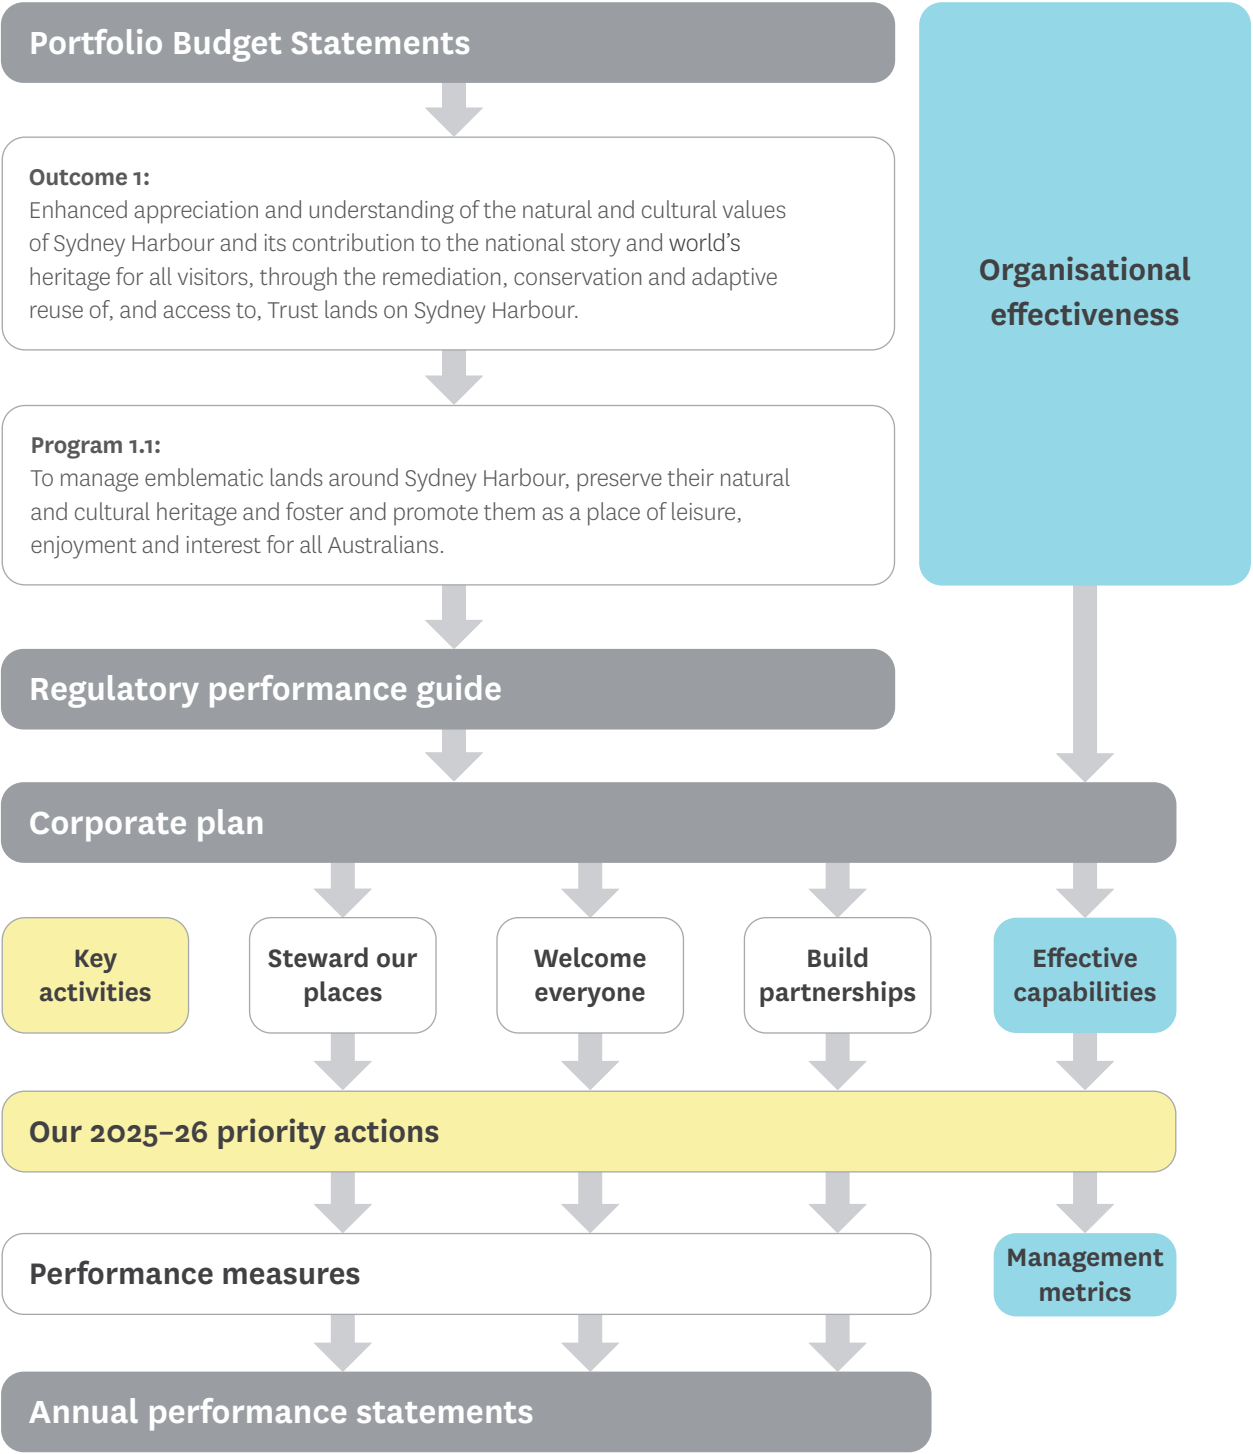 Portfolio Budget Statements
Outcome 1:
Enhanced appreciation and understanding of the natural and cultural values
of Sydney Harbour and its contribution to the national story and world’s
heritage for all visitors, through the remediation, conservation and adaptive
reuse of, and access to, Trust lands on Sydney Harbour.
Organisational
effectiveness
Program 1.1:
To manage emblematic lands around Sydney Harbour, preserve their natural
and cultural heritage and foster and promote them as a place of leisure,
enjoyment and interest for all Australians.
Regulatory performance guide
Corporate plan
Key
activities
Steward our
places
Welcome
everyone
Build
partnerships
Effective
capabilities
Our 2025–26 priority actions
Performance measures
Management
metrics
Annual performance statements